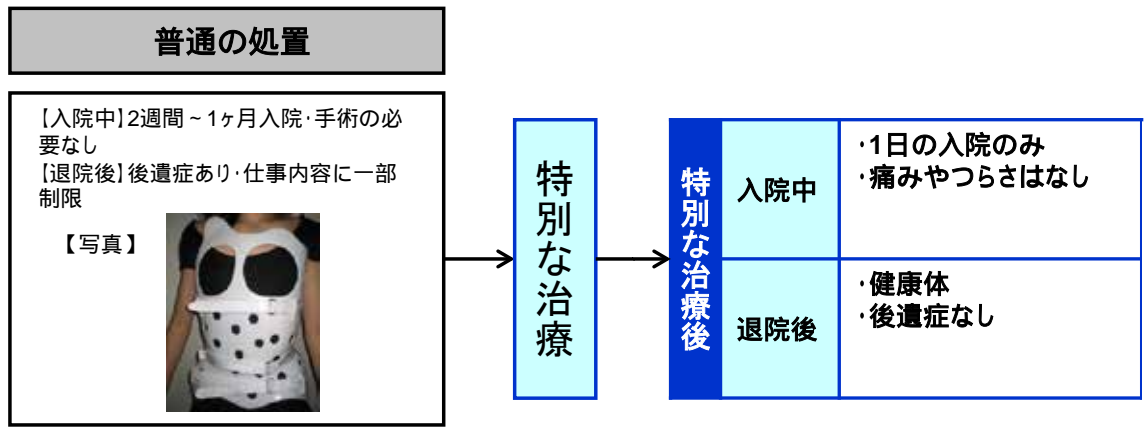 普通の処置
【入院中】2週間～1ヶ月入院・手術の必
要なし
【退院後】後遺症あり・仕事内容に一部
制限
【写真】
特別な治療
特別な治療後
入院中
・1日の入院のみ
・痛みやつらさはなし
退院後
・健康体
・後遺症なし